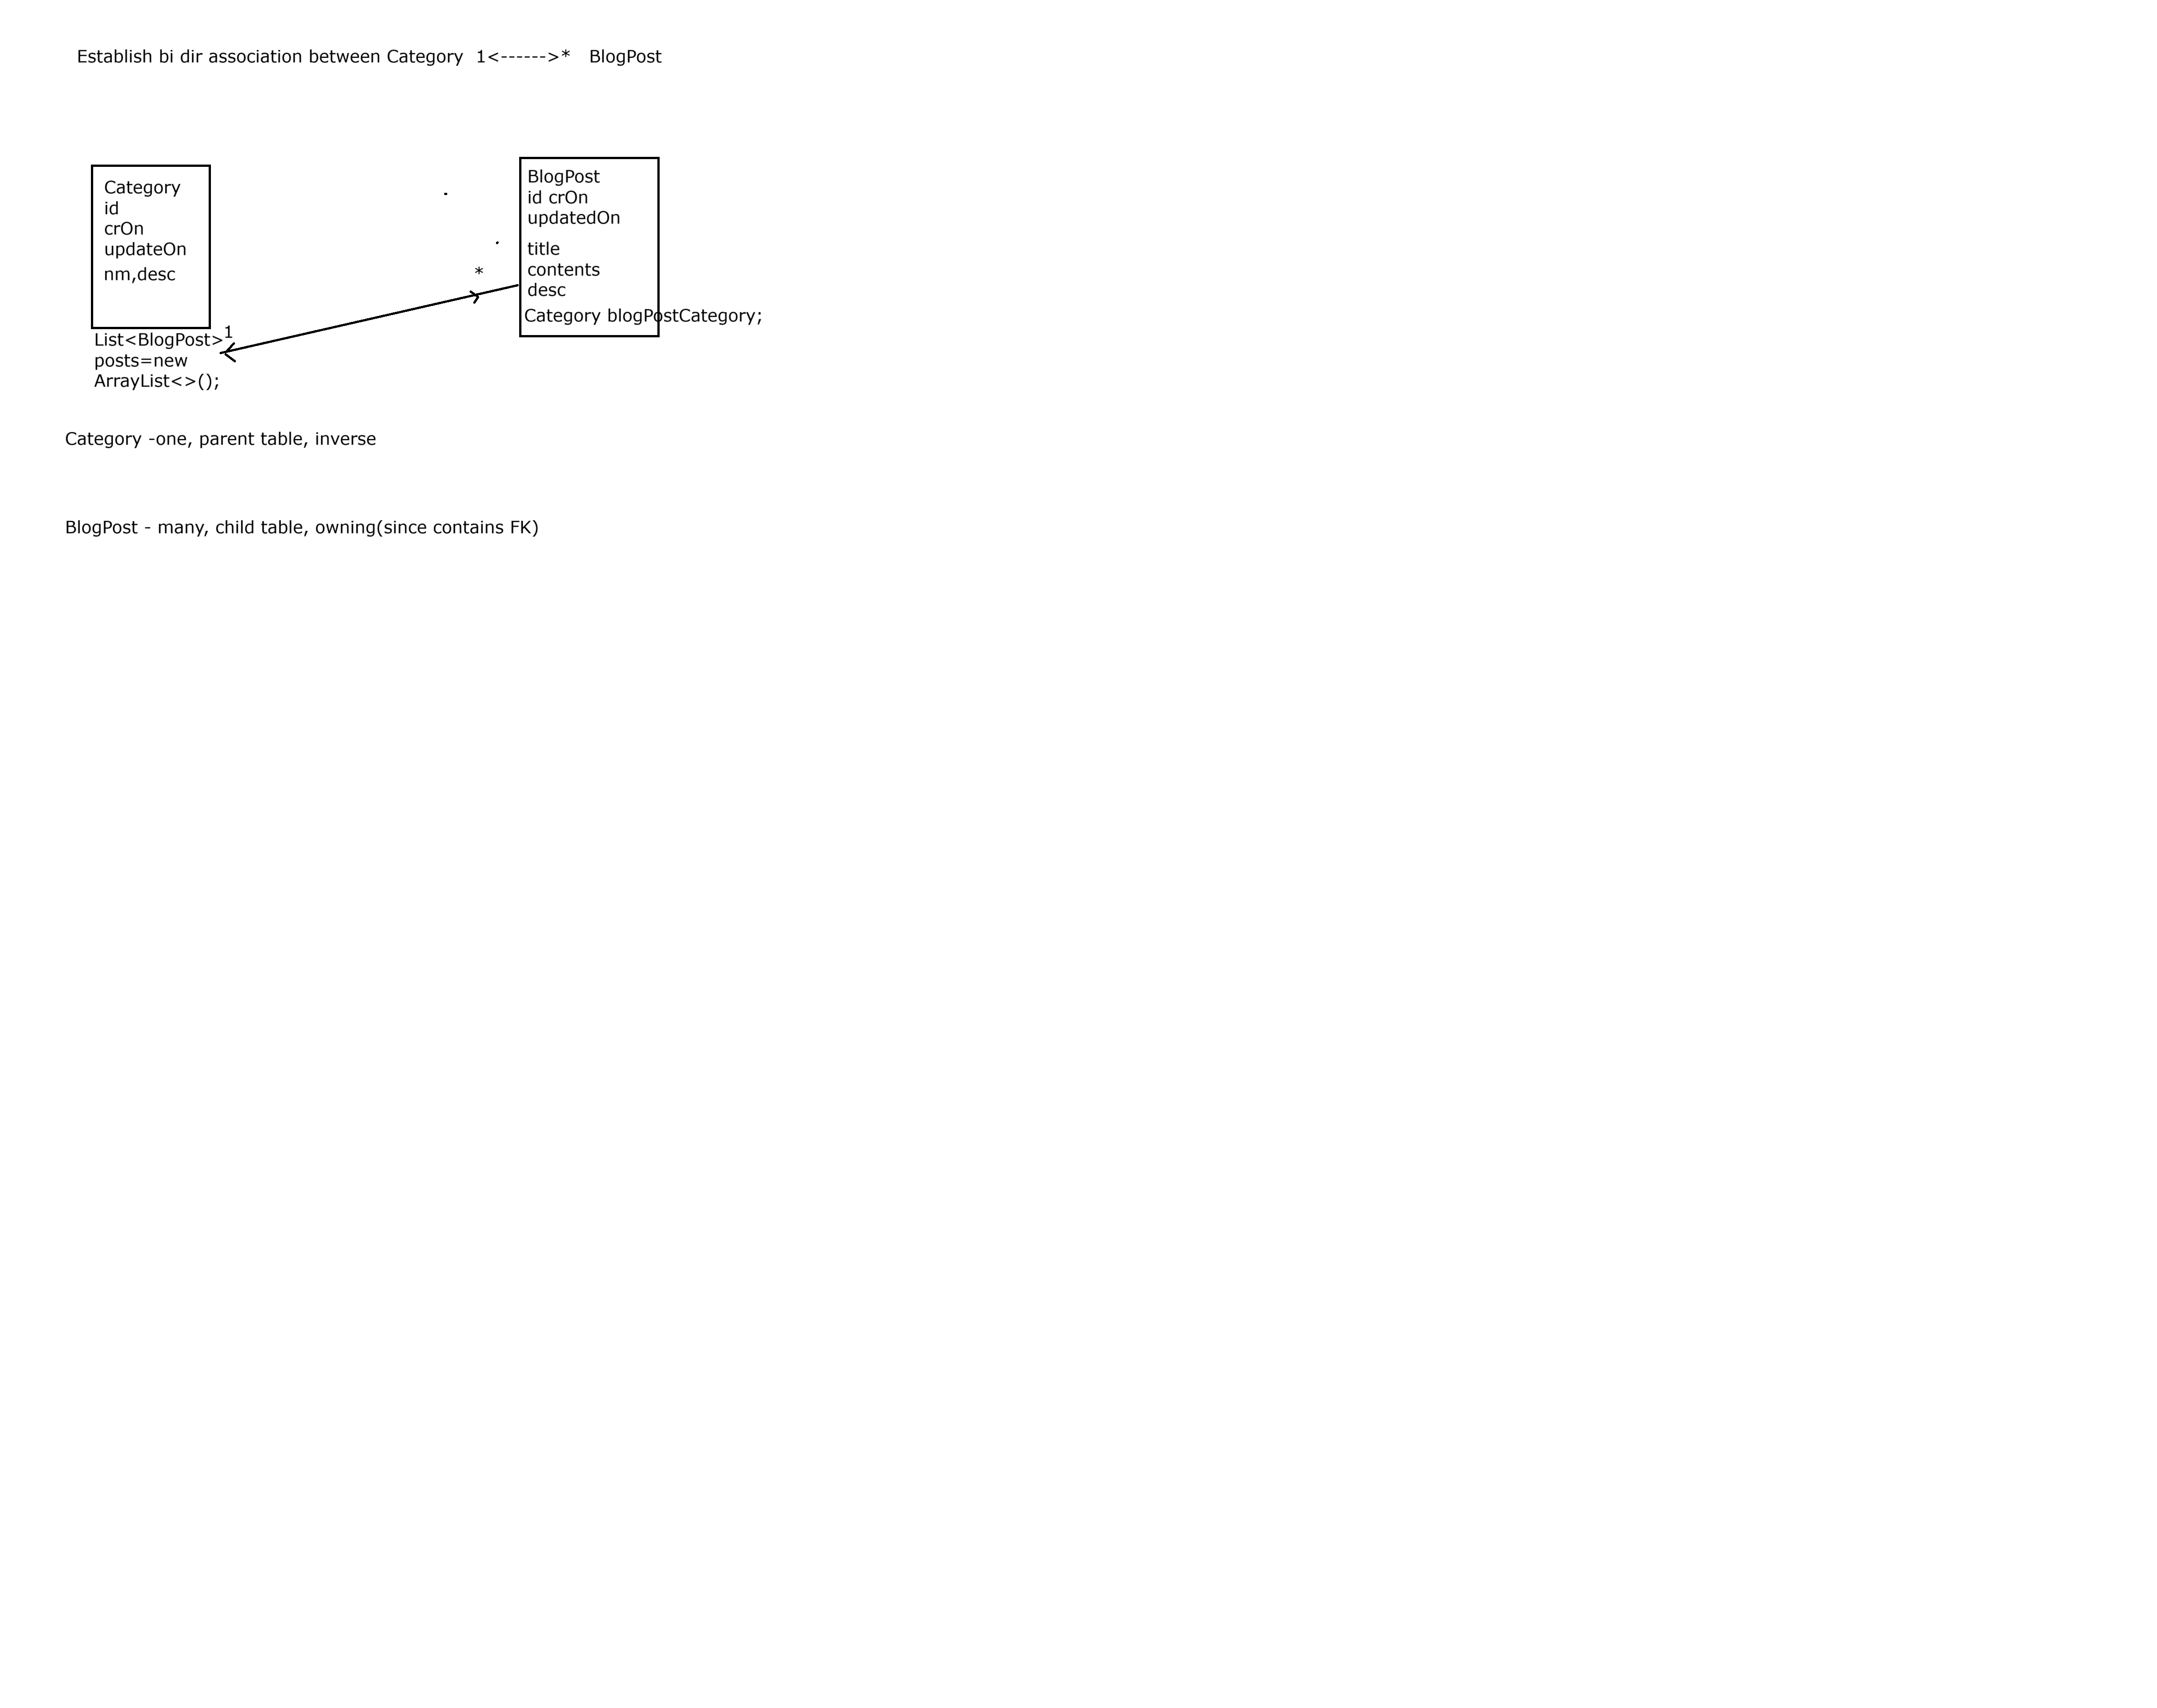 Establish bi dir association between Category  1<------>*   BlogPost
Category
id
crOn
updateOn
nm,desc
List<BlogPost>
posts=new
ArrayList<>();
1
*
BlogPost
id crOn
updatedOn
title
contents
desc
Category blogPostCategory;
Category -one, parent table, inverse
BlogPost - many, child table, owning(since contains FK)